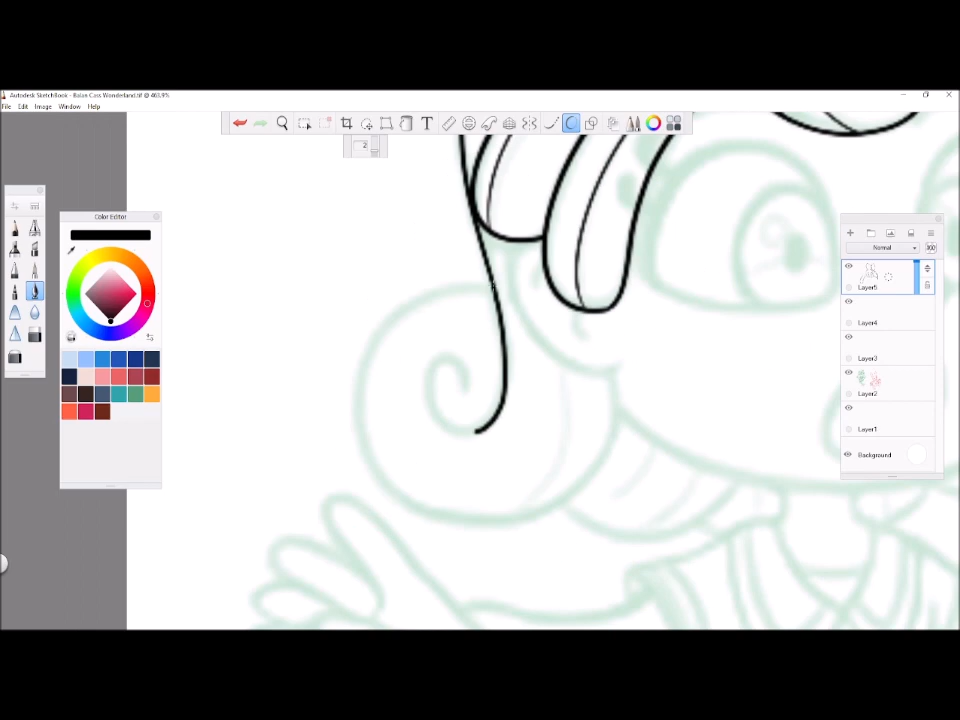 Autodesk SketchBook - Balan Cass Wonderland.tif @ 463.9%
File Edit Image Window Help
T
2
Color Editor
Normal
Layer5
Layer4
Layer3
Layer2
Layer1
Background